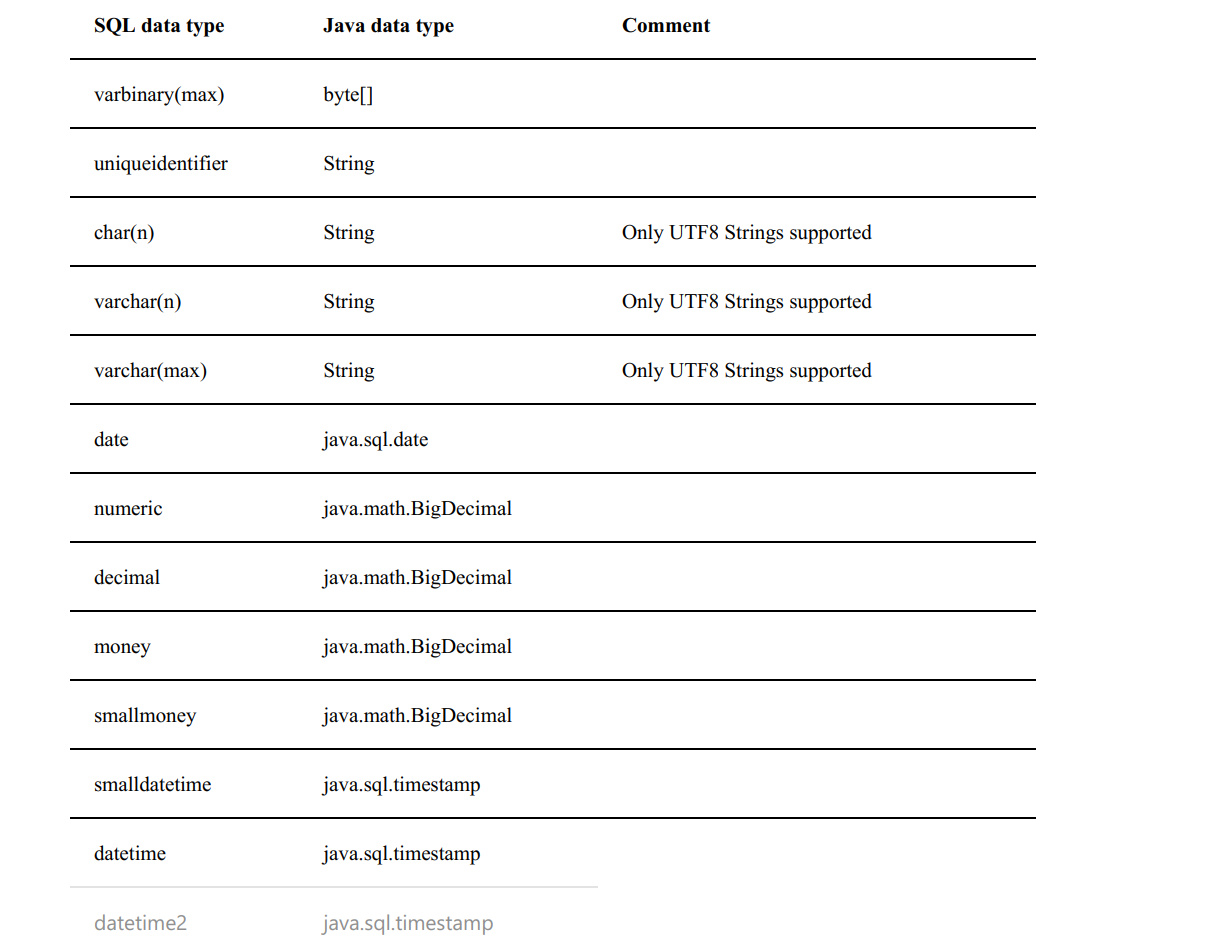 SQL data type Java data type Comment
varbinary(max) byte[]
uniqueidentifier String
char(n) String Only UTF8 Strings supported
varchar(n) String Only UTF8 Strings supported
varchar(max) String Only UTF8 Strings supported
date java.sql.date
numeric java.math.BigDecimal
decimal java.math.BigDecimal
money java.math.BigDecimal
smallmoney java.math.BigDecimal
smalldatetime java.sql.timestamp
datetime java.sql.timestamp
datetime2 java.sql.timestamp